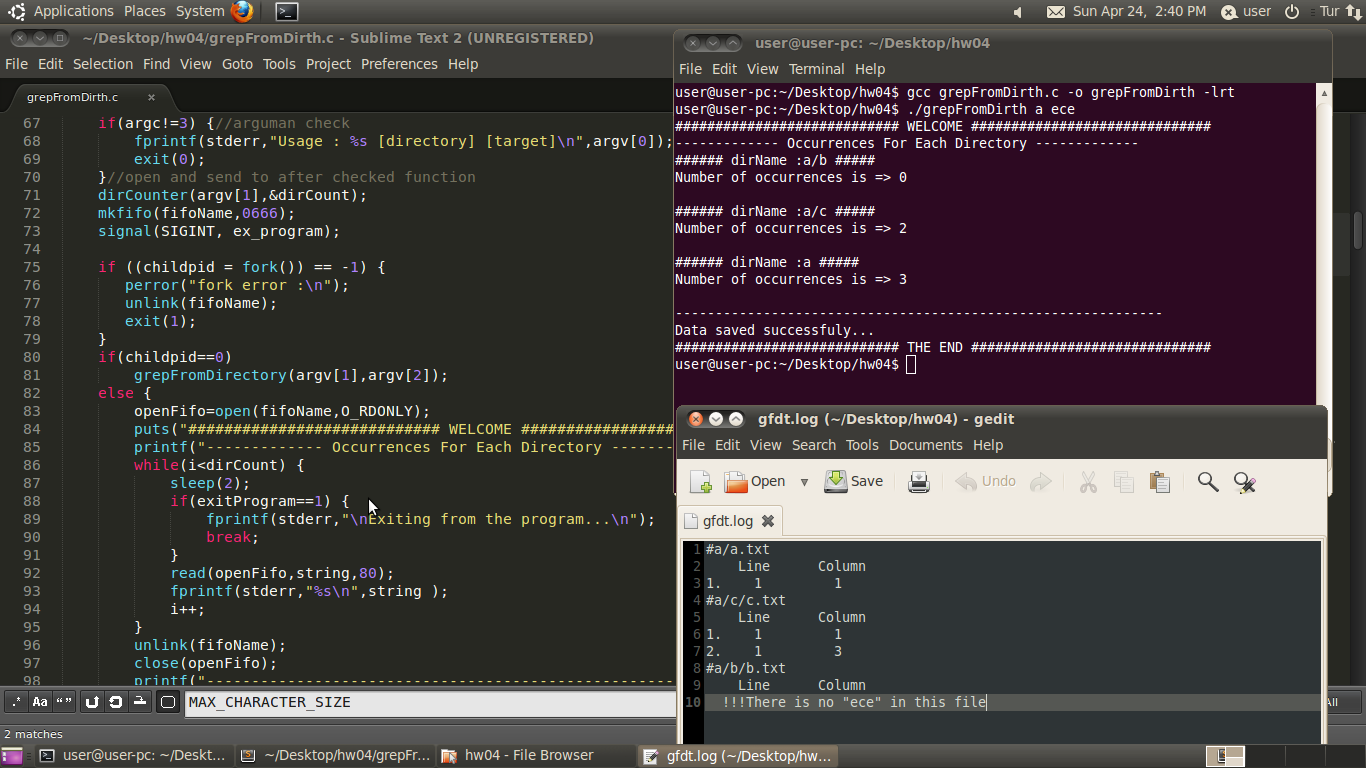 Applications Places System Sun Apr 24, 2:40 PM user Tur
~/Desktop/hw04/grepFromDirth.c - Sublime Text 2 (UNREGISTERED)
File Edit Selection Find View Goto Tools Project Preferences Help
grepFromDirth.c
67 if(argc!=3) {//arguman check
68 fprintf(stderr,"Usage : %s [directory] [target]\n",argv[0]);
69 exit(0);
70 }//open and send to after checked function
71 dirCounter(argv[1],&dirCount);
72 mkfifo(fifoName,0666);
73 signal(SIGINT, ex_program);
74
75 if ((childpid = fork()) == -1) {
76 perror("fork error :\n");
77 unlink(fifoName);
78 exit(1);
79 }
80 if(childpid==0)
81 grepFromDirectory(argv[1],argv[2]);
82 else {
83 openFifo=open(fifoName,O_RDONLY);
84 puts("############################ WELCOME #################
85 printf("------------- Occurrences For Each Directory -------
86 while(i<dirCount) {
87 sleep(2);
88 if(exitProgram==1) {
89 fprintf(stderr,"\nExiting from the program...\n");
90 break;
91 }
92 read(openFifo,string,80);
93 fprintf(stderr,"%s\n",string );
94 i++;
95 }
96 unlink(fifoName);
97 close(openFifo);
98 printf("----------------------------------------------------
.* Aa “” MAX_CHARACTER_SIZE
All
2 matches
user@user-pc: ~/Desktop/hw04
File Edit View Terminal Help
user@user-pc:~/Desktop/hw04$ gcc grepFromDirth.c -o grepFromDirth -lrt
user@user-pc:~/Desktop/hw04$ ./grepFromDirth a ece
############################ WELCOME ##############################
------------- Occurrences For Each Directory -------------
###### dirName :a/b #####
Number of occurrences is => 0
###### dirName :a/c #####
Number of occurrences is => 2
###### dirName :a #####
Number of occurrences is => 3
-------------------------------------------------------------
Data saved successfuly...
############################ THE END ##############################
user@user-pc:~/Desktop/hw04$
gfdt.log (~/Desktop/hw04) - gedit
File Edit View Search Tools Documents Help
Open Save Undo
gfdt.log
1 #a/a.txt
2 Line Column
3 1. 1 1
4 #a/c/c.txt
5 Line Column
6 1. 1 1
7 2. 1 3
8 #a/b/b.txt
9 Line Column
10 !!!There is no "ece" in this file
user@user-pc: ~/Deskt... ~/Desktop/hw04/grepFr... hw04 - File Browser gfdt.log (~/Desktop/hw...